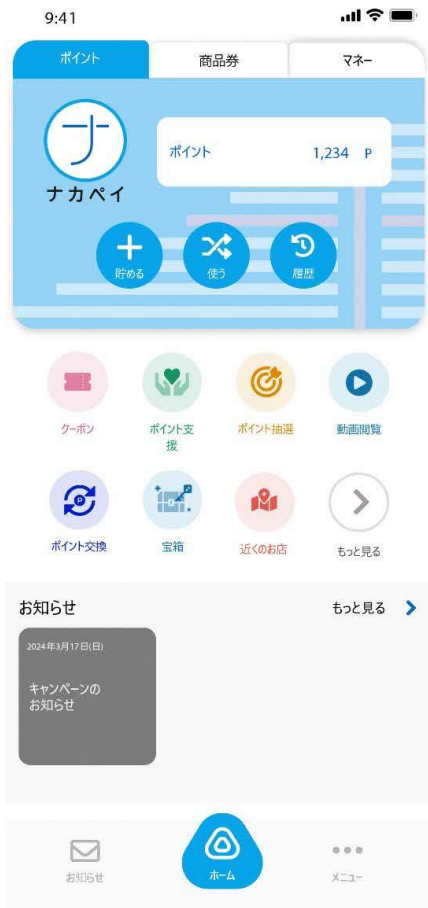 9:41
ポイント 商品券 マネー
ナ
ナカペイ
ポイント 1,234 P
貯める 使う 履歴
クーポン ポイント支 ポイント抽選 動画閲覧
援
P
ポイント交換 宝箱 近くのお店 もっと見る
お知らせ もっと見る
2024年3月17日(日)
キャンペーンの
お知らせ
お知らせ ホーム メニュー